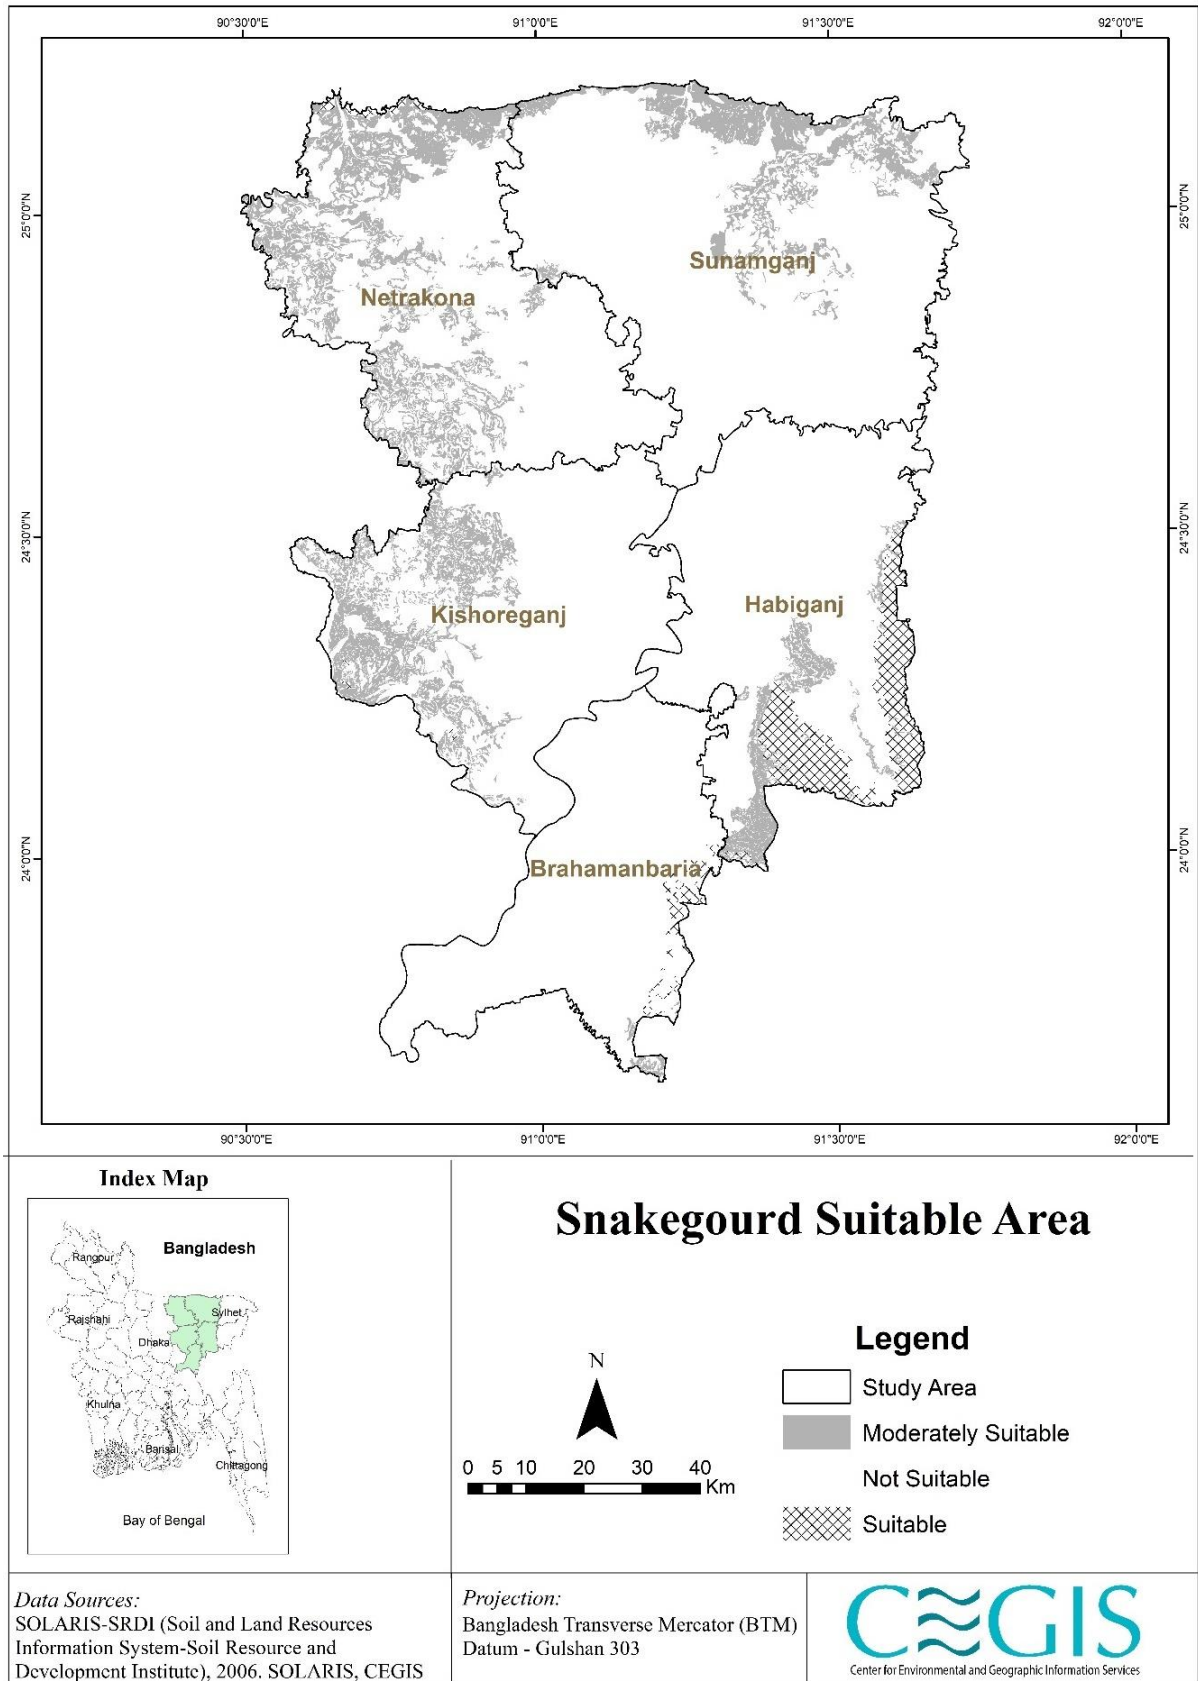 90°30'0"E 91°0'0"E 91°30'0"E 92°0'0"E
25°0'0"N 25°0'0"N
Sunamganj
Netrakona
24°30'0"N 24°30'0"N
Habiganj
Kishoreganj
24°0'0"N 24°0'0"N
Brahamanbaria
90°30'0"E 91°0'0"E 91°30'0"E 92°0'0"E
Index Map
Bangladesh
Rangpur
Rajshahi
Sylhet
Dhaka
Khulna
Barisal
Chittagong
Bay of Bengal
Snakegourd Suitable Area
N
0 5 10 20 30 40
Km
Legend
Study Area
Moderately Suitable
Not Suitable
Suitable
Data Sources:
SOLARIS-SRDI (Soil and Land Resources
Information System-Soil Resource and
Development Institute), 2006. SOLARIS, CEGIS
Projection:
Bangladesh Transverse Mercator (BTM)
Datum - Gulshan 303
CEGIS
Center for Environmental and Geographic Information Services